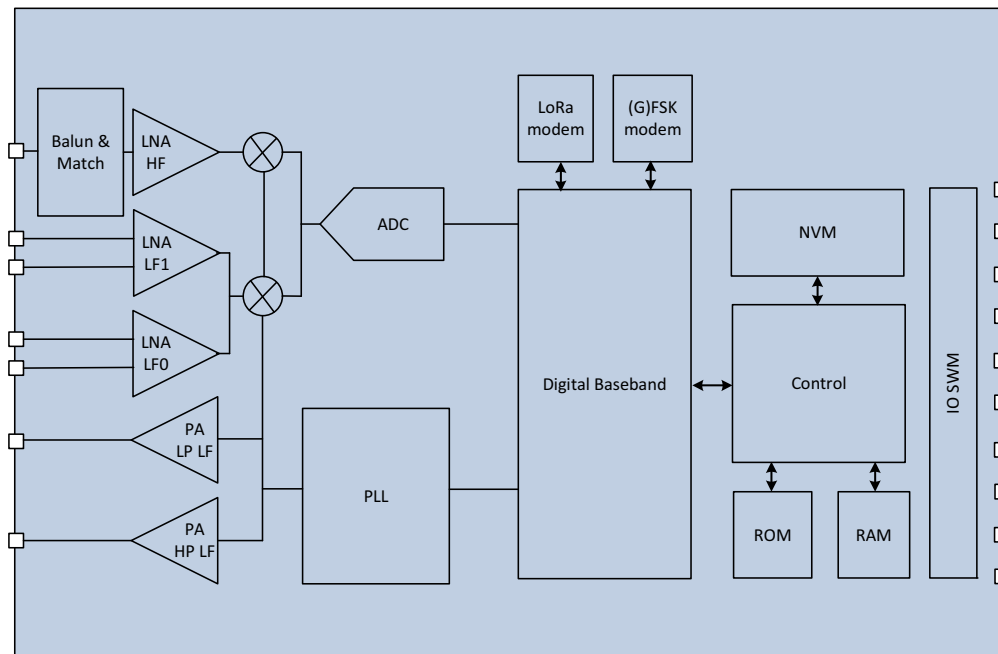 Balun &
Match
LNA
HF
LNA
LF1
LNA
LF0
PA
LP LF
PA
HP LF
ADC
PLL
LoRa
modem
(G)FSK
modem
Digital Baseband
NVM
Control
ROM
RAM
IO SWM